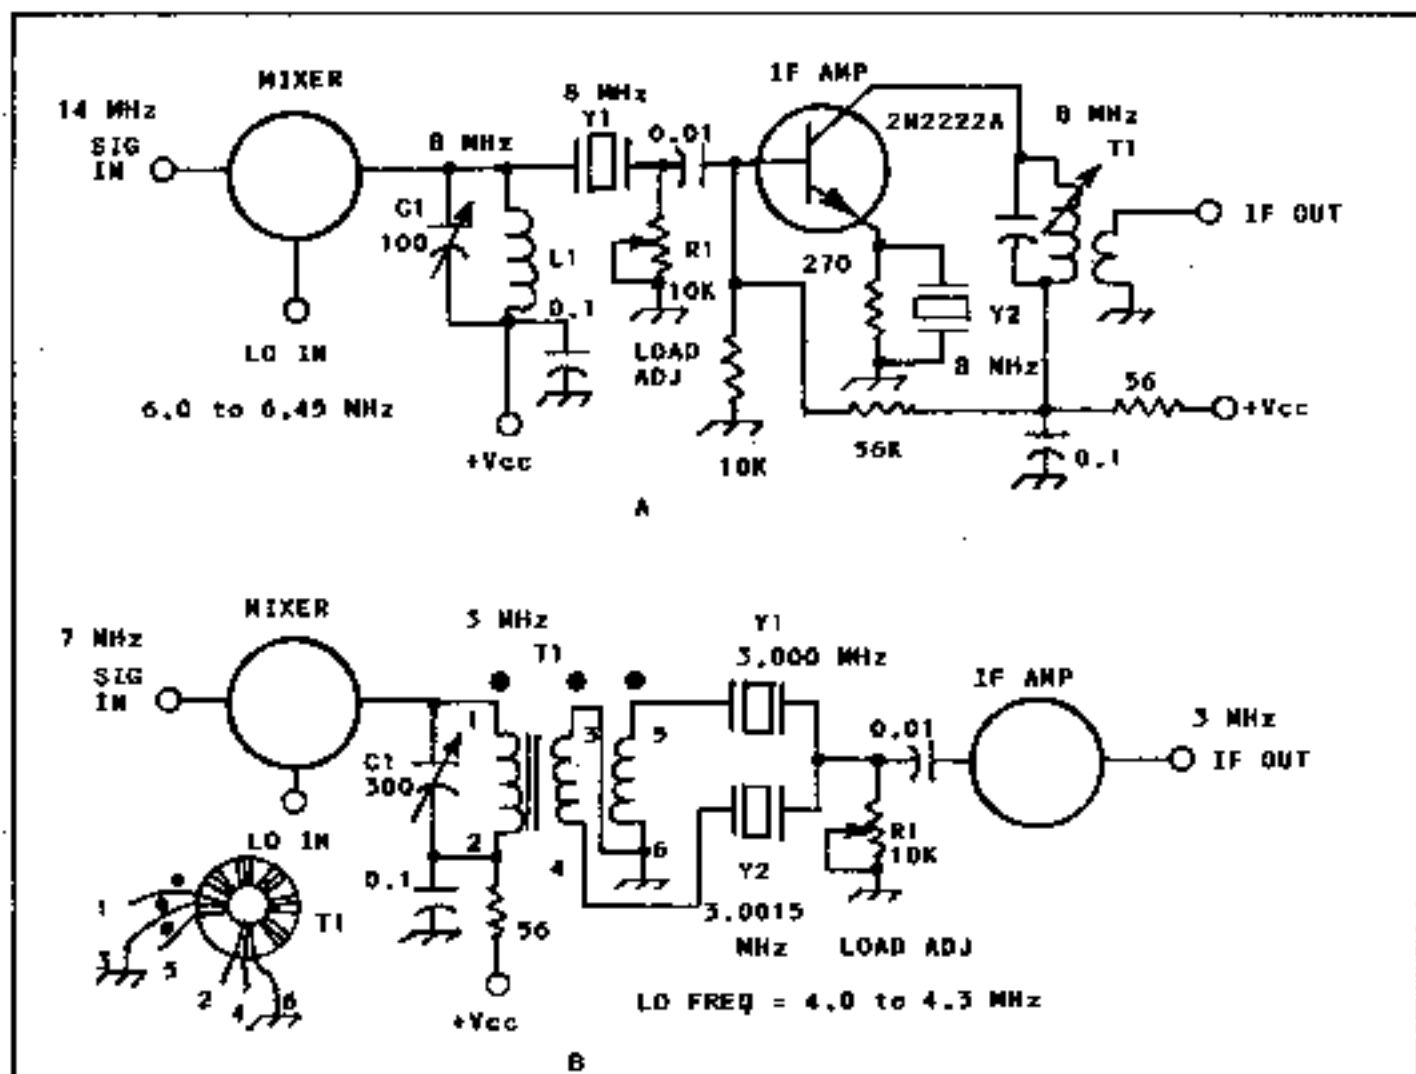 MIXER
14 MHz
SIG
IN
8 MHz
8 MHz
Y1
0.01
IF AMP
2N2222A
8 MHz
T1
IF OUT
C1
100
L1
0.1
R1
10K
LOAD
ADJ
270
Y2
8 MHz
LO IN
6.0 to 6.45 MHz
+Vcc
10K
56K
56
+Vcc
0.1
A
MIXER
7 MHz
SIG
IN
3 MHz
T1
Y1
3.000 MHz
IF AMP
3 MHz
IF OUT
0.01
1
3
5
C1
300
2
4
6
LO IN
0.1
56
Y2
3.0015
MHz
R1
10K
LOAD ADJ
1
3
5
2
4
6
T1
+Vcc
LO FREQ = 4.0 to 4.3 MHz
B